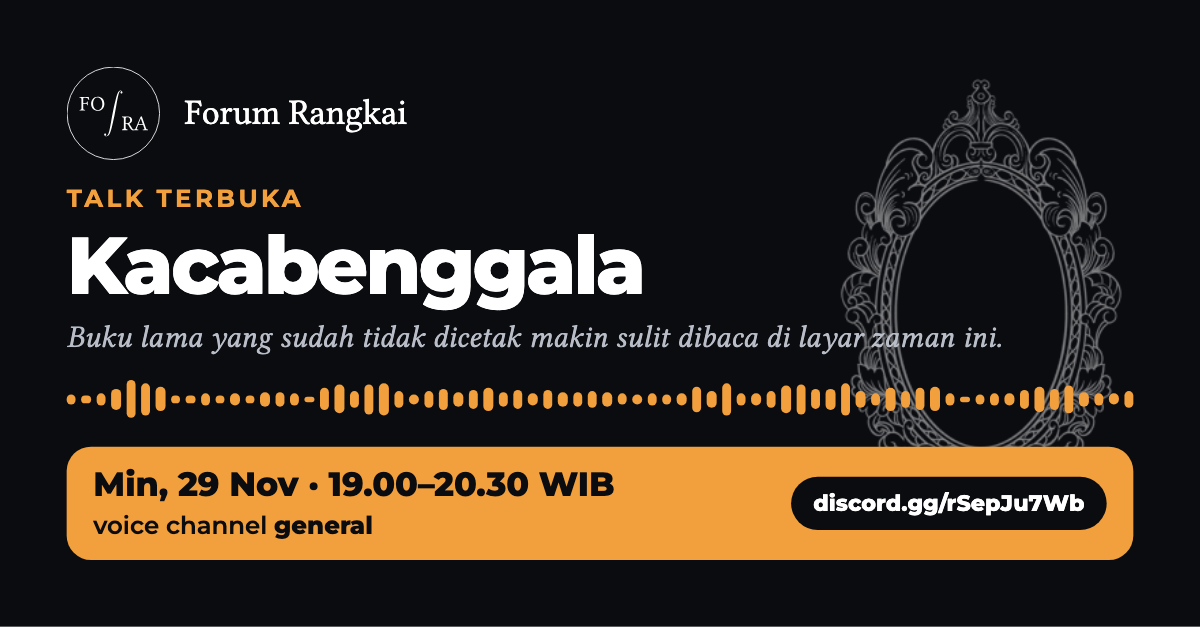 FO RA
Forum Rangkai
TALK TERBUKA
Kacabenggala
Buku lama yang sudah tidak dicetak makin sulit dibaca di layar zaman ini.
Min, 29 Nov · 19.00–20.30 WIB
voice channel general
discord.gg/rSepJu7Wb